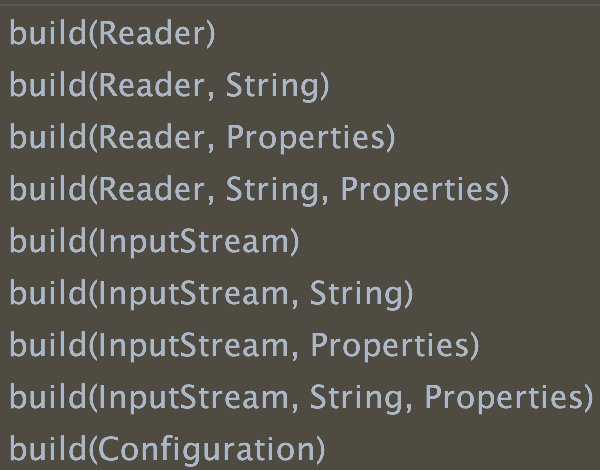 build(Reader)
build(Reader, String)
build(Reader, Properties)
build(Reader, String, Properties)
build(InputStream)
build(InputStream, String)
build(InputStream, Properties)
build(InputStream, String, Properties)
build(Configuration)